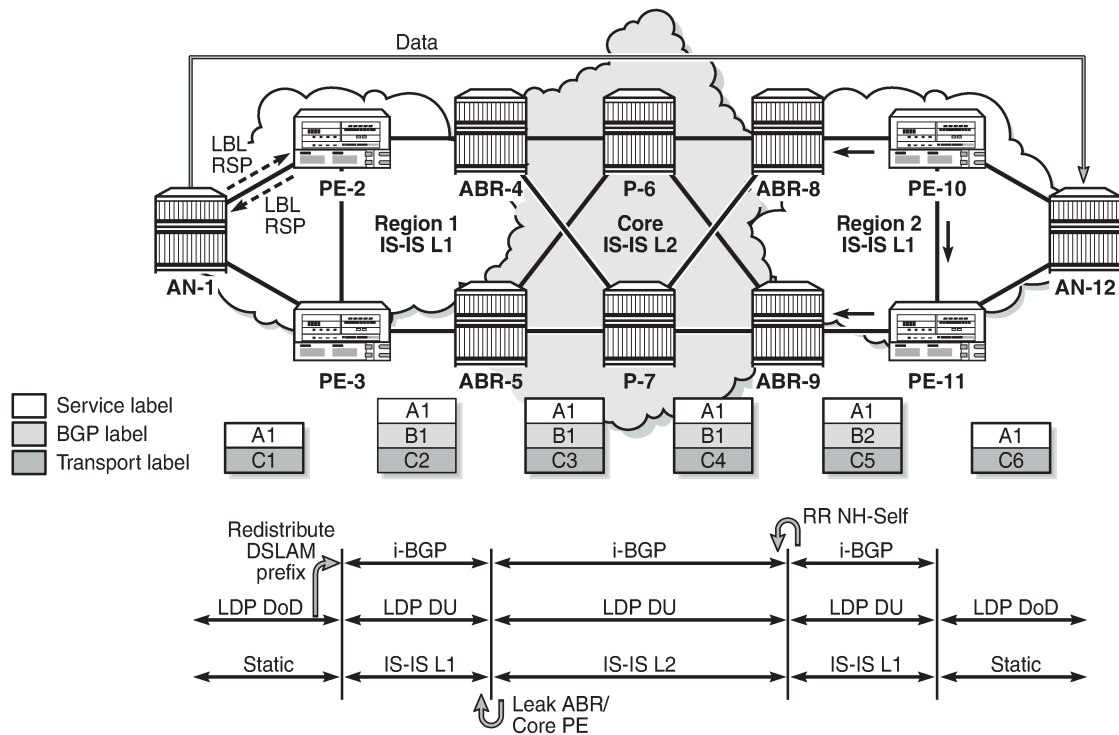 Data
LBL
RSP
LBL
RSP
PE-2
ABR-4
P-6
ABR-8
PE-10
Region 1
IS-IS L1
Core
IS-IS L2
Region 2
IS-IS L1
AN-1
AN-12
PE-3
ABR-5
P-7
ABR-9
PE-11
Service label
BGP label
Transport label
A1
C1
A1
B1
C2
A1
B1
C3
A1
B1
C4
A1
B2
C5
A1
C6
Redistribute
DSLAM
prefix
RR NH-Self
i-BGP
i-BGP
i-BGP
LDP DoD
LDP DU
LDP DU
LDP DU
LDP DoD
Static
IS-IS L1
IS-IS L2
IS-IS L1
Static
Leak ABR/
Core PE